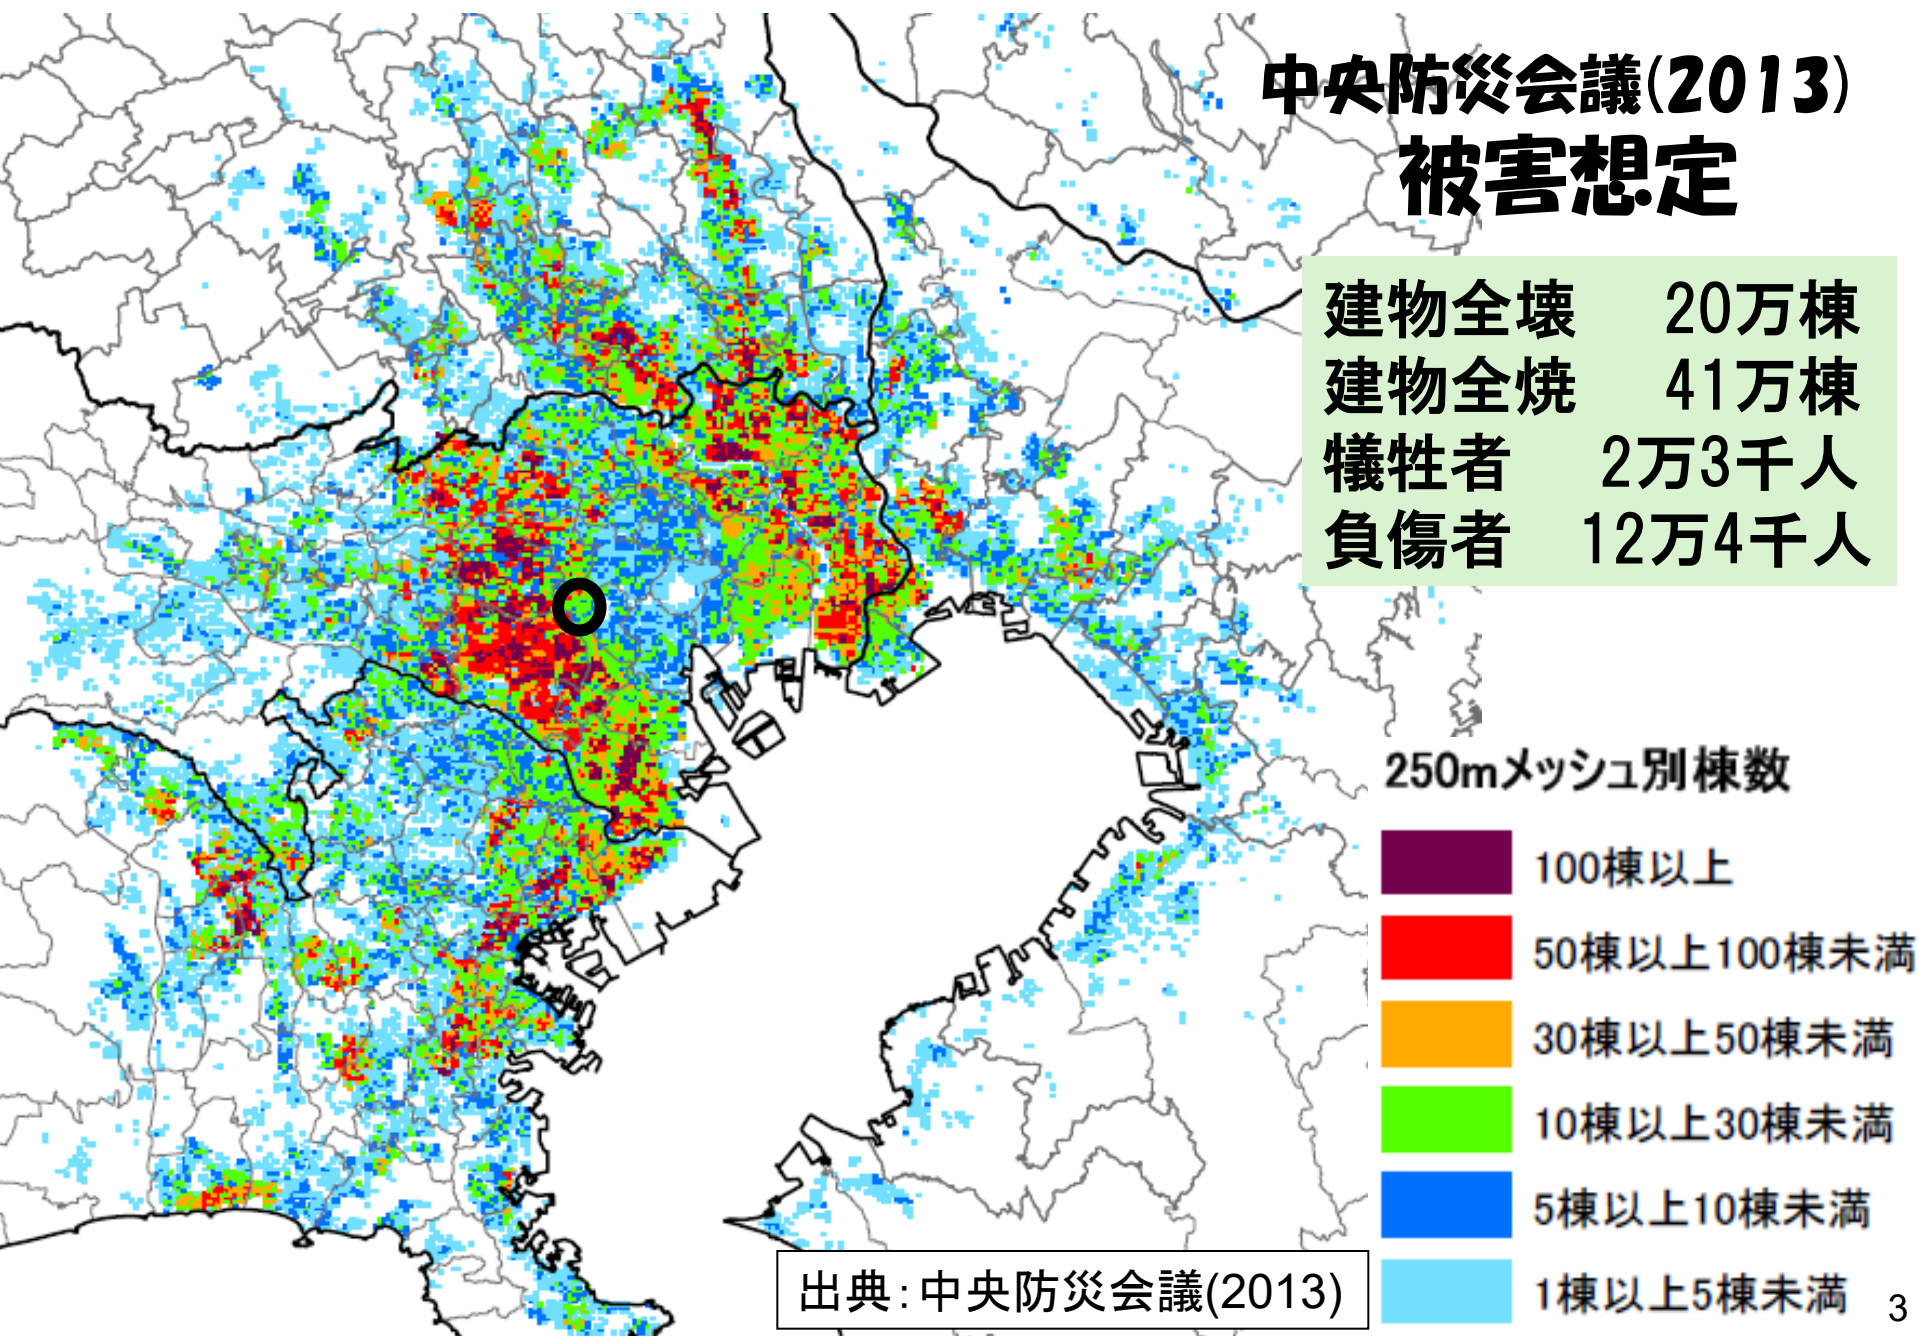 中央防災会議(2013)
被害想定
建物全壊 20万棟
建物全焼 41万棟
犠牲者 2万3千人
負傷者 12万4千人
250mメッシュ別棟数
100棟以上
50棟以上100棟未満
30棟以上50棟未満
10棟以上30棟未満
5棟以上10棟未満
1棟以上5棟未満
出典:中央防災会議(2013)
3